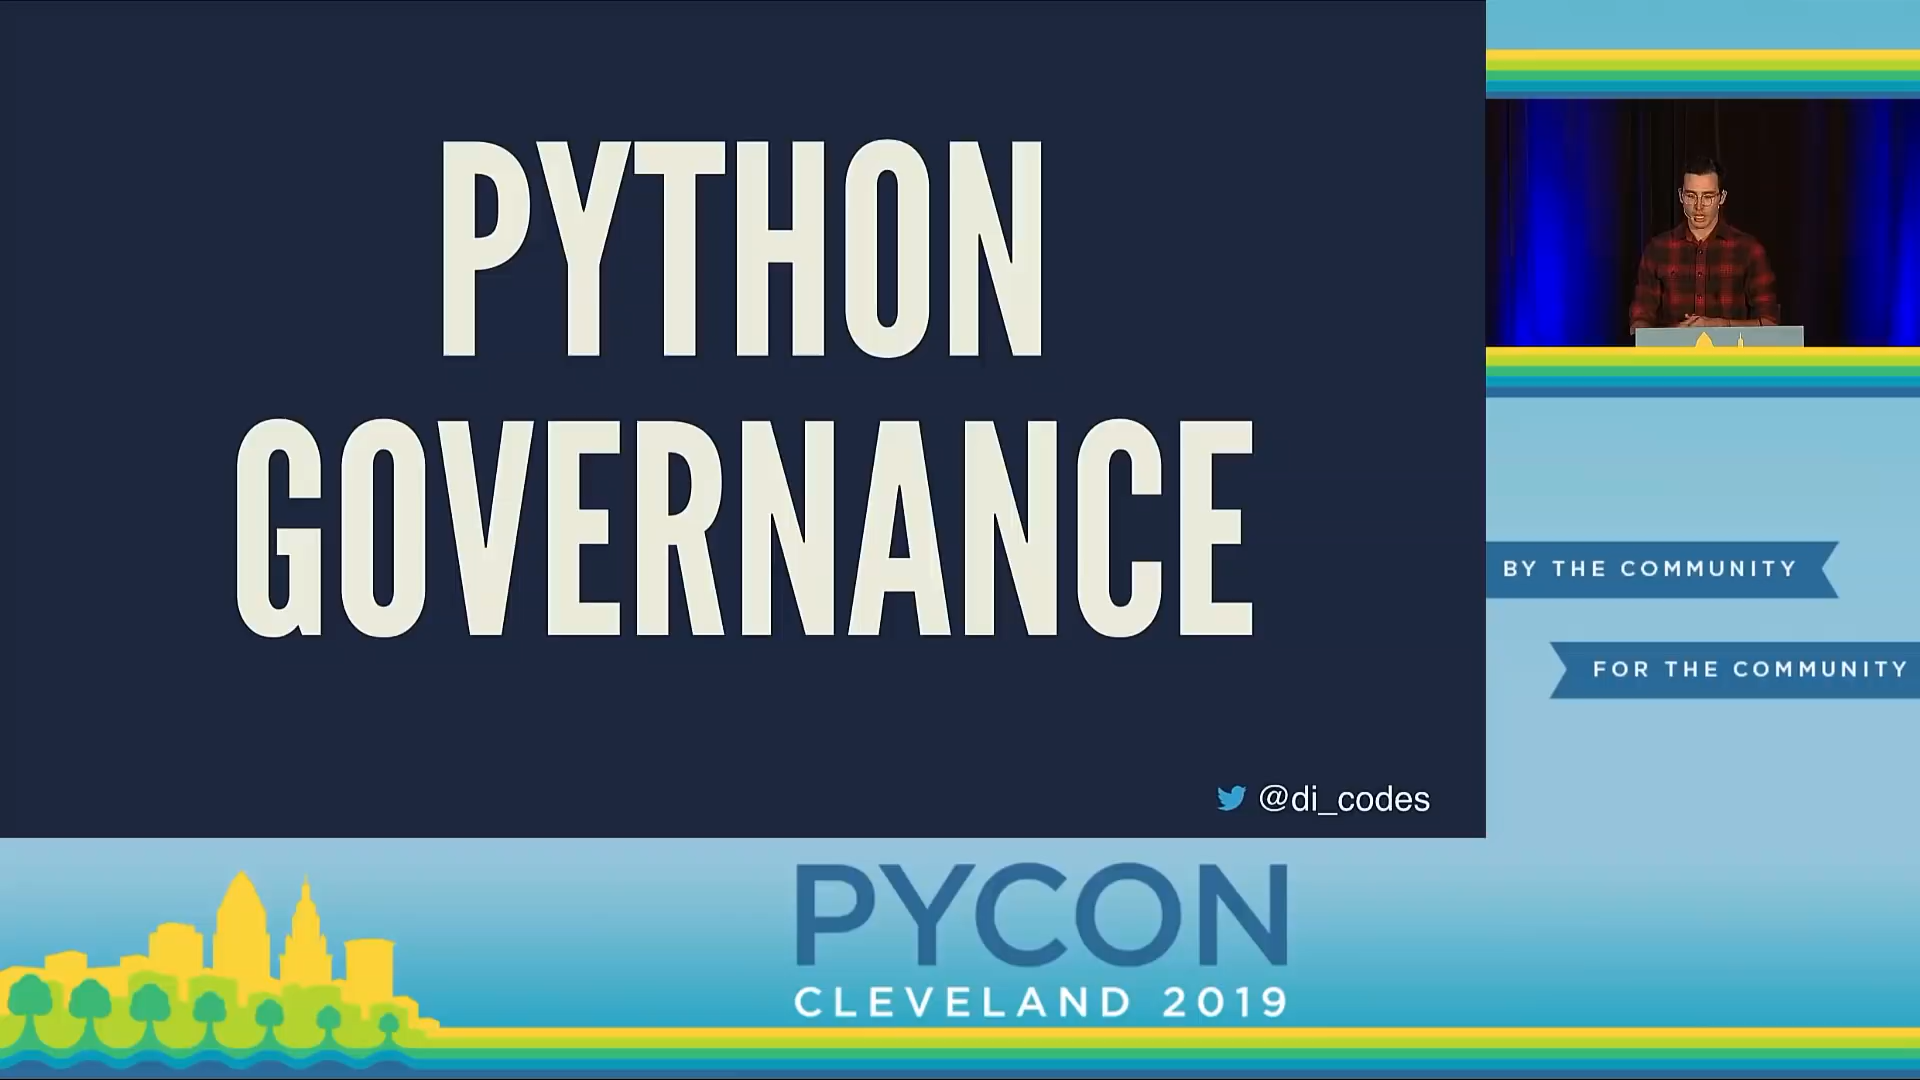 PYTHON
GOVERNANCE
@di_codes
BY THE COMMUNITY
FOR THE COMMUNITY
PYCON
CLEVELAND 2019